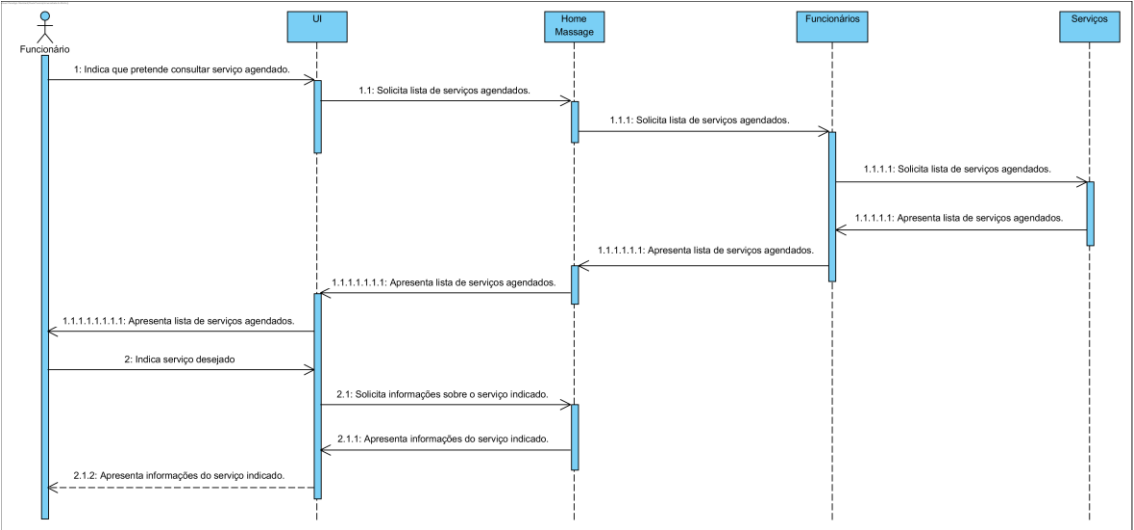 Funcionário
UI
Home
Massage
Funcionários
Serviços
1: Indica que pretende consultar serviço agendado.
1.1: Solicita lista de serviços agendados.
1.1.1: Solicita lista de serviços agendados.
1.1.1.1: Solicita lista de serviços agendados.
1.1.1.1.1: Apresenta lista de serviços agendados.
1.1.1.1.1.1: Apresenta lista de serviços agendados.
1.1.1.1.1.1.1: Apresenta lista de serviços agendados.
1.1.1.1.1.1.1.1: Apresenta lista de serviços agendados.
2: Indica serviço desejado
2.1: Solicita informações sobre o serviço indicado.
2.1.1: Apresenta informações do serviço indicado.
2.1.2: Apresenta informações do serviço indicado.